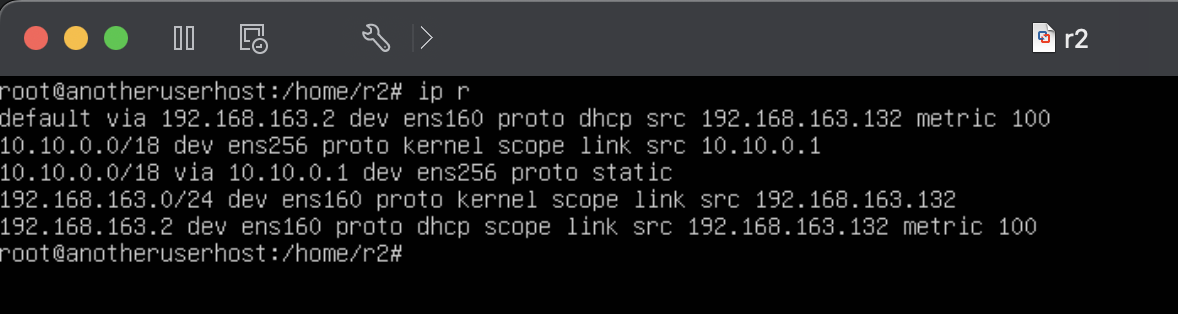 r2
root@anotheruserhost:/home/r2# ip r
default via 192.168.163.2 dev ens160 proto dhcp src 192.168.163.132 metric 100
10.10.0.0/18 dev ens256 proto kernel scope link src 10.10.0.1
10.10.0.0/18 via 10.10.0.1 dev ens256 proto static
192.168.163.0/24 dev ens160 proto kernel scope link src 192.168.163.132
192.168.163.2 dev ens160 proto dhcp scope link src 192.168.163.132 metric 100
root@anotheruserhost:/home/r2#